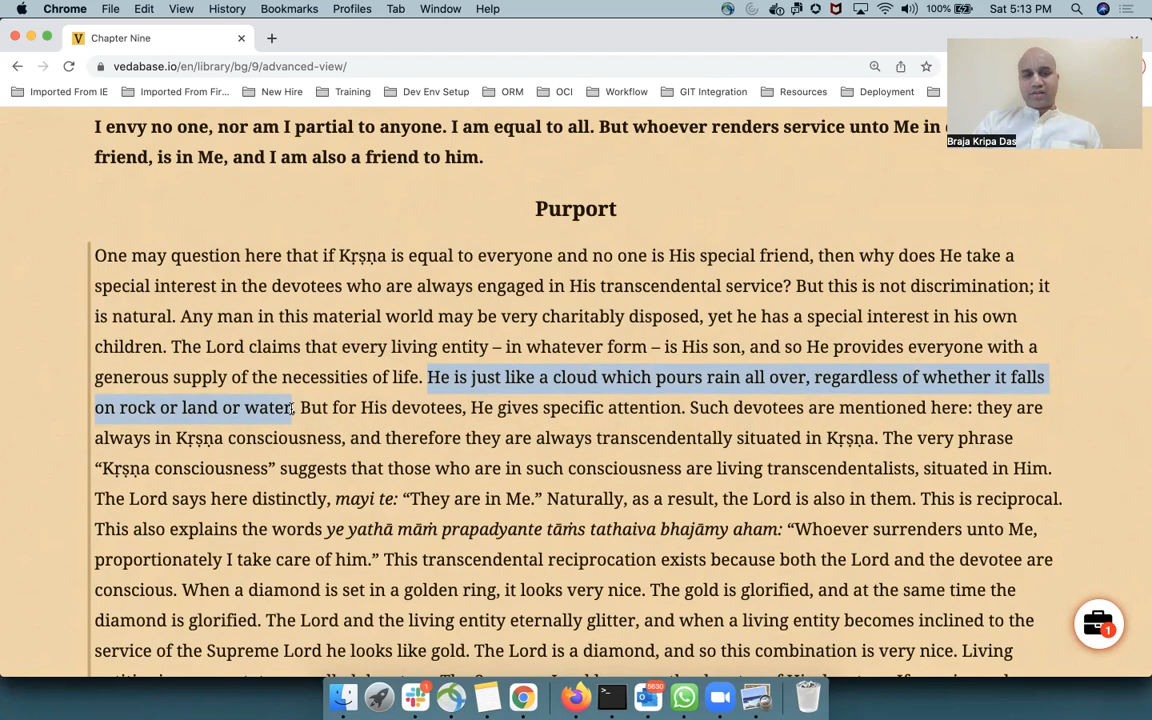 Chrome File Edit View History Bookmarks Profiles Tab Window Help 100% Sat 5:13 PM
Chapter Nine
vedabase.io/en/library/bg/9/advanced-view/
Imported From IE Imported From Fir... New Hire Training Dev Env Setup ORM OCI Workflow GIT Integration Resources Deployment
Braja Kripa Das
I envy no one, nor am I partial to anyone. I am equal to all. But whoever renders service unto Me in
friend, is in Me, and I am also a friend to him.
Purport
One may question here that if Kṛṣṇa is equal to everyone and no one is His special friend, then why does He take a
special interest in the devotees who are always engaged in His transcendental service? But this is not discrimination; it
is natural. Any man in this material world may be very charitably disposed, yet he has a special interest in his own
children. The Lord claims that every living entity – in whatever form – is His son, and so He provides everyone with a
generous supply of the necessities of life. He is just like a cloud which pours rain all over, regardless of whether it falls
on rock or land or water. But for His devotees, He gives specific attention. Such devotees are mentioned here: they are
always in Kṛṣṇa consciousness, and therefore they are always transcendentally situated in Kṛṣṇa. The very phrase
“Kṛṣṇa consciousness” suggests that those who are in such consciousness are living transcendentalists, situated in Him.
The Lord says here distinctly, mayi te: “They are in Me.” Naturally, as a result, the Lord is also in them. This is reciprocal.
This also explains the words ye yathā māṁ prapadyante tāṁs tathaiva bhajāmy aham: “Whoever surrenders unto Me,
proportionately I take care of him.” This transcendental reciprocation exists because both the Lord and the devotee are
conscious. When a diamond is set in a golden ring, it looks very nice. The gold is glorified, and at the same time the
diamond is glorified. The Lord and the living entity eternally glitter, and when a living entity becomes inclined to the
service of the Supreme Lord he looks like gold. The Lord is a diamond, and so this combination is very nice. Living
1
1
5630